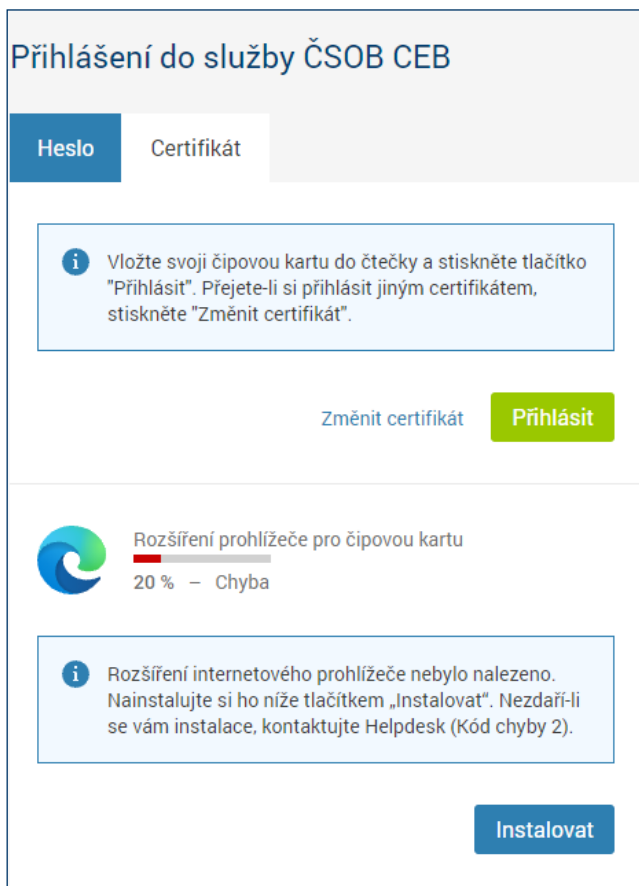 Přihlášení do služby ČSOB CEB
Heslo
Certifikát
Vložte svoji čipovou kartu do čtečky a stiskněte tlačítko
"Přihlásit". Přejete-li si přihlásit jiným certifikátem,
stiskněte "Změnit certifikát".
Změnit certifikát
Přihlásit
Rozšíření prohlížeče pro čipovou kartu
20 % – Chyba
Rozšíření internetového prohlížeče nebylo nalezeno.
Nainstalujte si ho níže tlačítkem „Instalovat“. Nezdaří-li
se vám instalace, kontaktujte Helpdesk (Kód chyby 2).
Instalovat